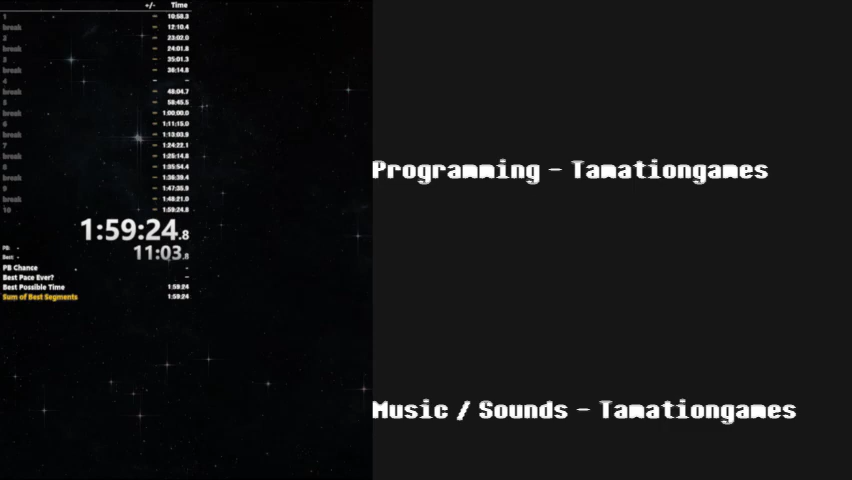 +/- Time
1 — 10:58.3
break — 12:10.4
2 — 23:02.0
break — 24:01.8
3 — 35:01.3
break — 36:14.8
4 – –
break — 48:04.7
5 — 58:45.5
break — 1:00:00.0
6 — 1:11:15.0
break — 1:13:03.9
7 — 1:24:22.1
break — 1:25:14.8
8 — 1:35:54.4
break — 1:36:39.4
9 — 1:47:35.9
break — 1:48:21.0
10 — 1:59:24.8
1:59:24.8
11:03.8
PB: -
Best: -
PB Chance -
Best Pace Ever? –
Best Possible Time 1:59:24
Sum of Best Segments 1:59:24
Programming - Tamationgames
Music / Sounds - Tamationgames